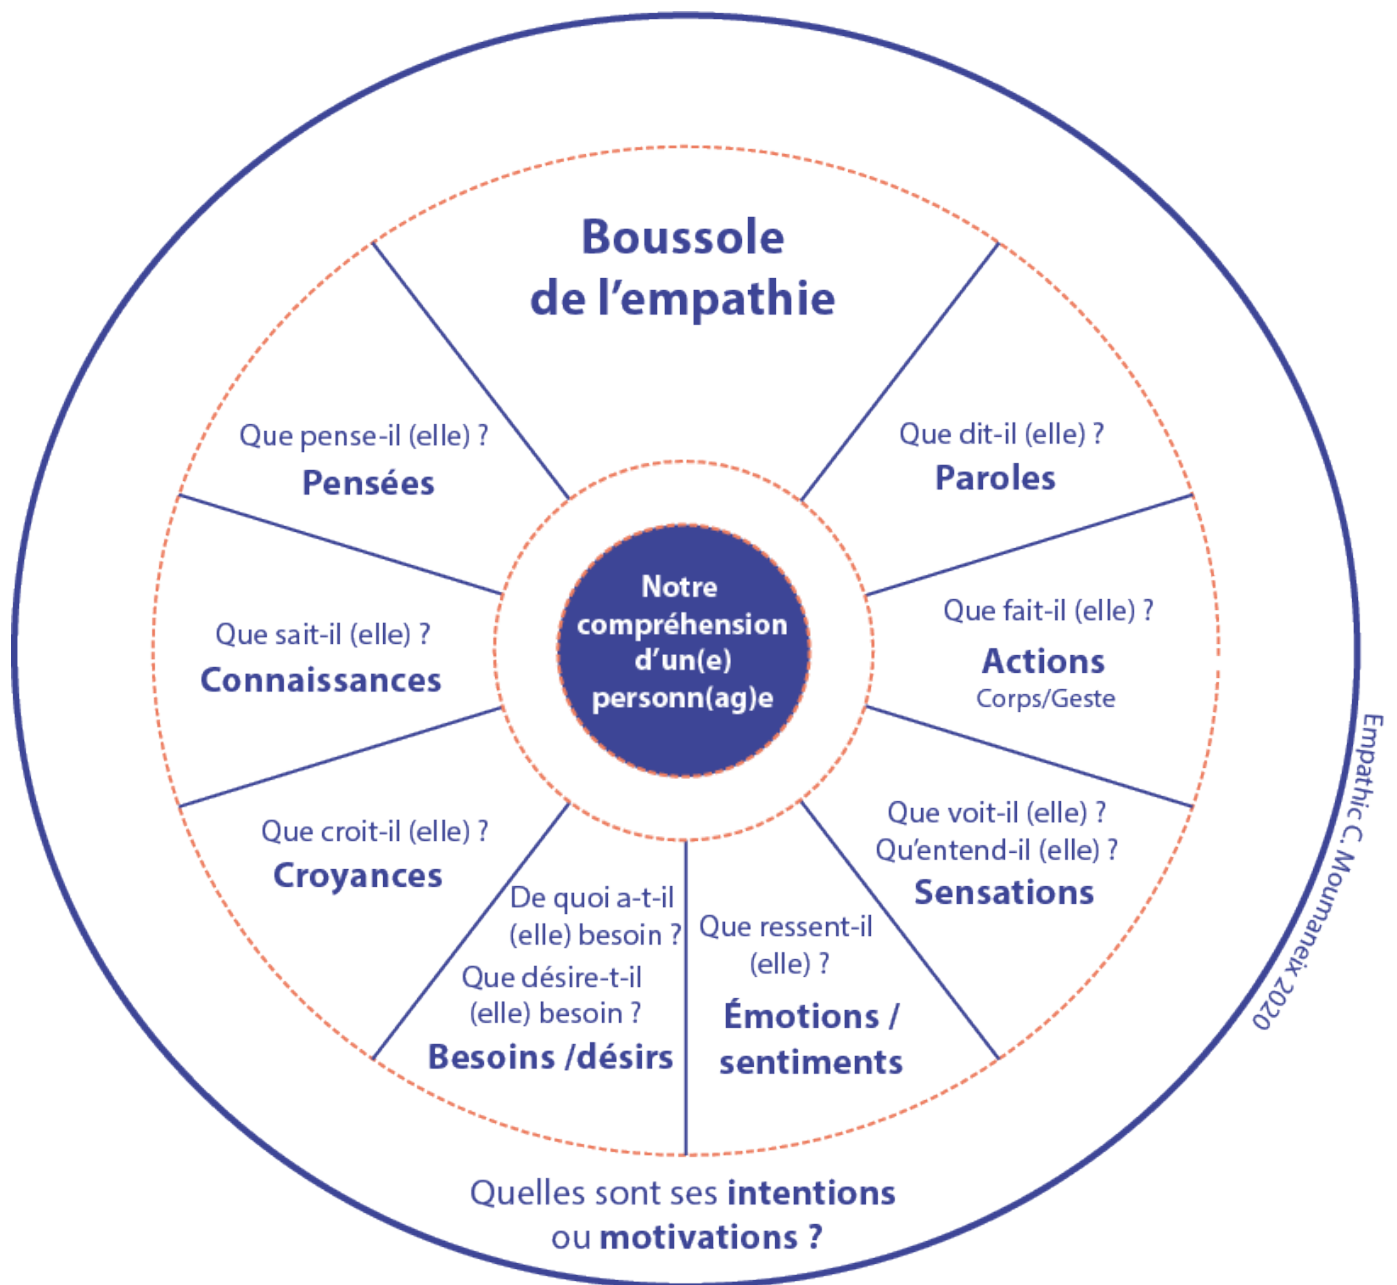 Boussole
de l'empathie
Que pense-il (elle) ?
Pensées
Que dit-il (elle) ?
Paroles
Que sait-il (elle) ?
Connaissances
Notre
compréhension
d'un(e)
personn(ag)e
Que fait-il (elle) ?
Actions
Corps/Geste
Que croit-il (elle) ?
Croyances
Que voit-il (elle) ?
Qu'entend-il (elle) ?
Sensations
De quoi a-t-il
(elle) besoin ?
Que désire-t-il
(elle) besoin ?
Besoins /désirs
Que ressent-il
(elle) ?
Émotions /
sentiments
Quelles sont ses intentions
ou motivations ?
Empathic C. Moumaneix 2020